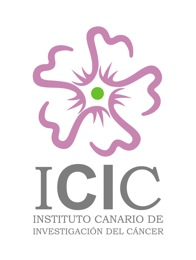 ICIC
INSTITUTO CANARIO DE
INVESTIGACIÓN DEL CÁNCER